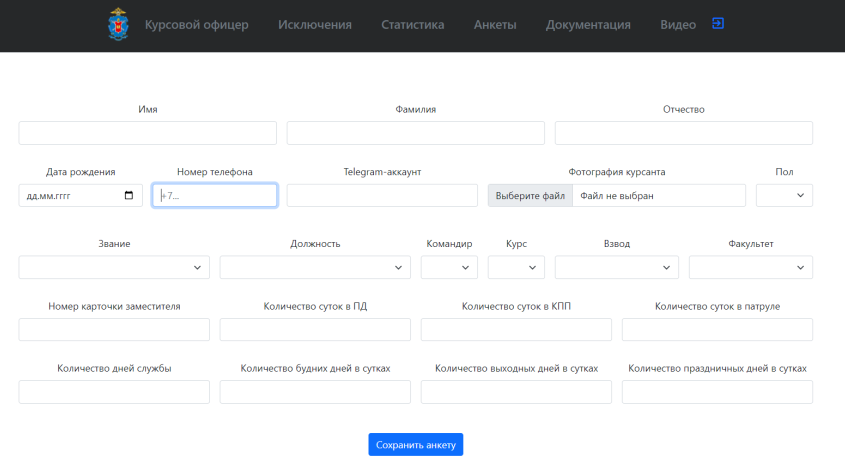 Курсовой офицер Исключения Статистика Анкеты Документация Видео
Имя Фамилия Отчество
Дата рождения Номер телефона Telegram-аккаунт Фотография курсанта Пол
дд.мм.гггг +7... Выберите файл Файл не выбран
Звание Должность Командир Курс Взвод Факультет
Номер карточки заместителя Количество суток в ПД Количество суток в КПП Количество суток в патруле
Количество дней службы Количество будних дней в сутках Количество выходных дней в сутках Количество праздничных дней в сутках
Сохранить анкету